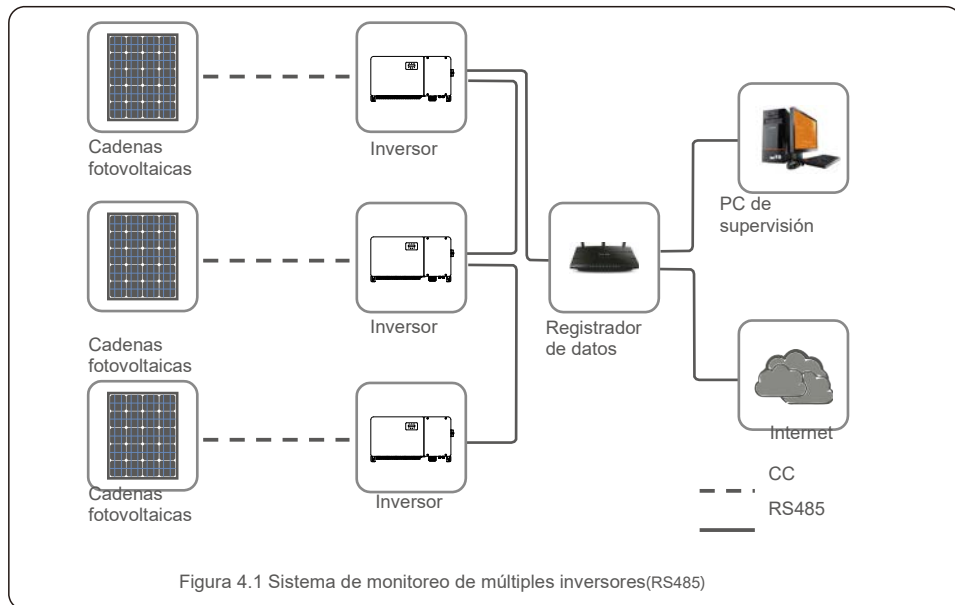 Cadenas
fotovoltaicas
Inversor
PC de
supervisión
Cadenas
fotovoltaicas
Inversor
Registrador
de datos
Cadenas
fotovoltaicas
Inversor
Internet
CC
RS485
Figura 4.1 Sistema de monitoreo de múltiples inversores(RS485)